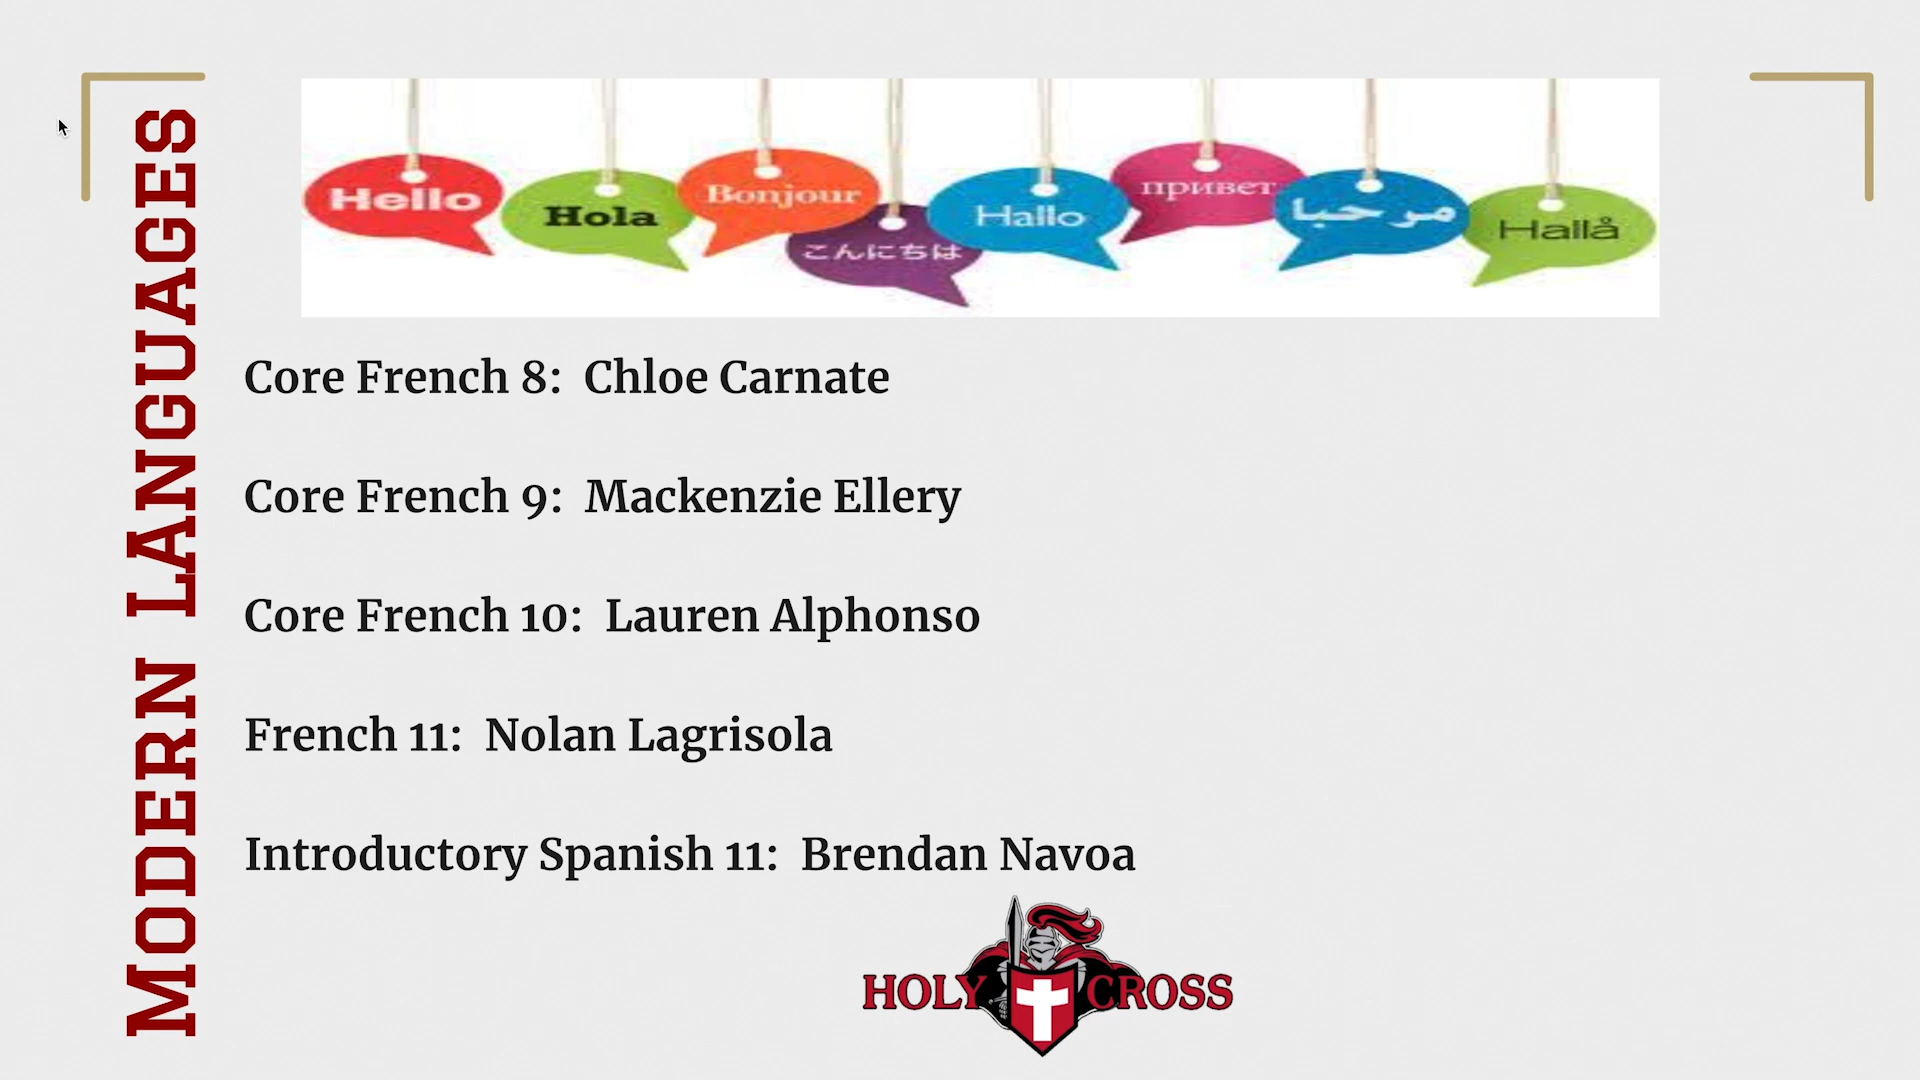 MODERN LANGUAGES
Hello
Hola
Bonjour
こんにちは
Hallo
привет
مرحبا
Hallå
Core French 8: Chloe Carnate
Core French 9: Mackenzie Ellery
Core French 10: Lauren Alphonso
French 11: Nolan Lagrisola
Introductory Spanish 11: Brendan Navoa
HOLY CROSS